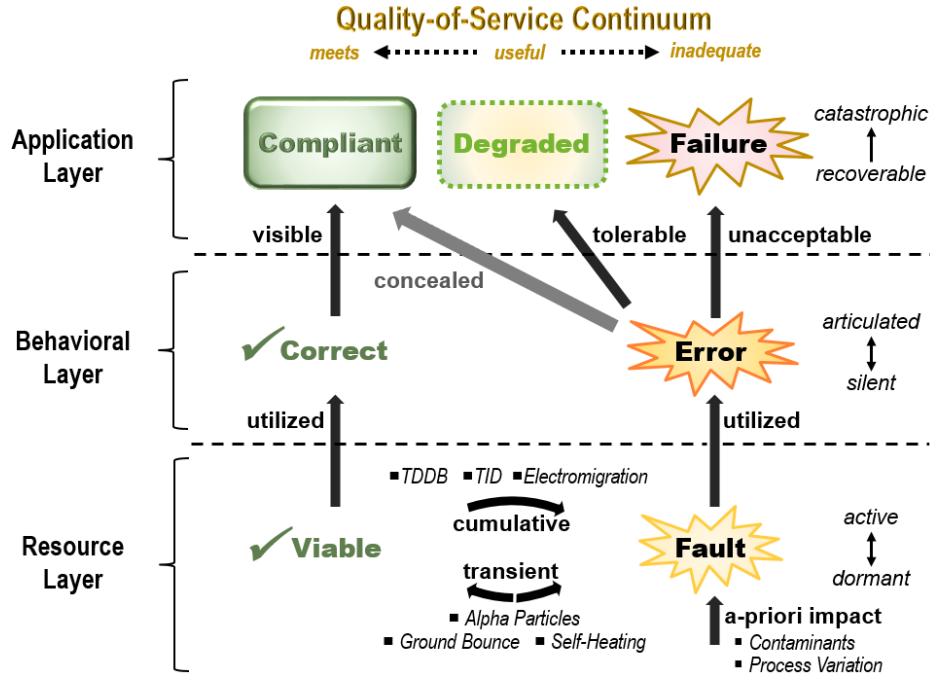 Quality-of-Service Continuum
meets useful inadequate
Application
Layer
Compliant
Degraded
Failure
catastrophic
recoverable
visible
concealed
tolerable
unacceptable
Behavioral
Layer
✓Correct
Error
articulated
silent
utilized
utilized
Resource
Layer
▪ TDDB ▪ TID ▪ Electromigration
cumulative
✓Viable
transient
▪ Alpha Particles
▪ Ground Bounce ▪ Self-Heating
Fault
active
dormant
a-priori impact
▪ Contaminants
▪ Process Variation